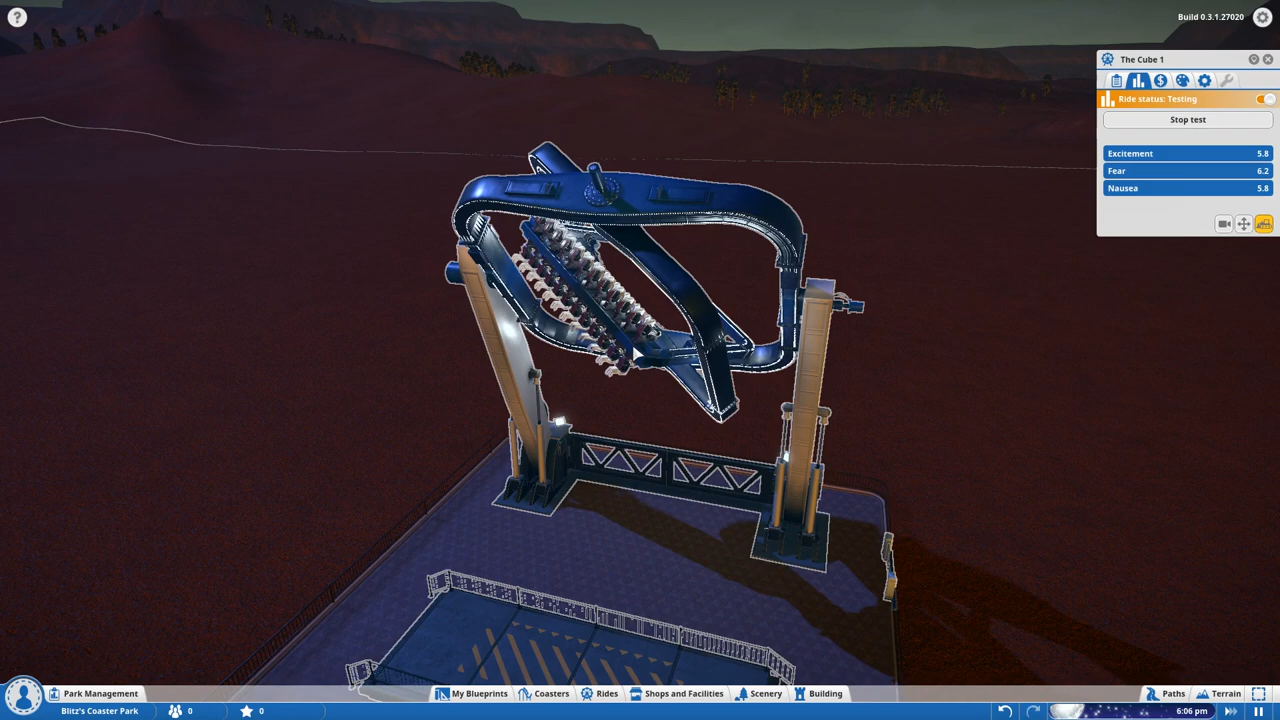 ?
Build 0.3.1.27020
The Cube 1
Ride status: Testing
Stop test
Excitement 5.8
Fear 6.2
Nausea 5.8
Park Management
My Blueprints Coasters Rides Shops and Facilities Scenery Building
Paths Terrain
Blitz's Coaster Park 0 0 6:06 pm